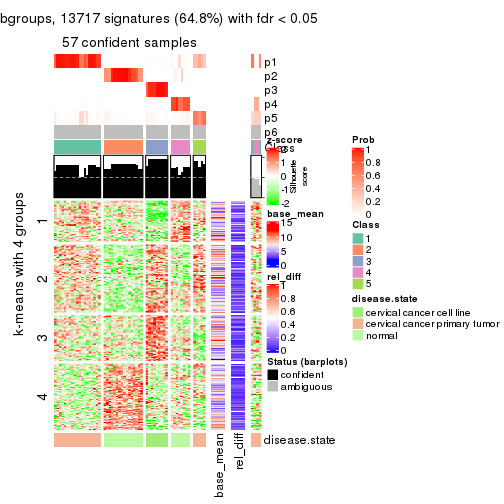 bgroups, 13717 signatures (64.8%) with fdr < 0.05
57 confident samples
p1
p2
p3
p4
p5
p6
Class
Silhouette
score
k-means with 4 groups
1
2
3
4
base_mean
rel_diff
disease.state
z-score
2
-2
base_mean
15
10
5
0
rel_diff
1
0.8
0.6
0.4
0.2
0
Status (barplots)
confident
ambiguous
Prob
1
0.8
0.6
0.4
0.2
0
Class
1
2
3
4
5
disease.state
cervical cancer cell line
cervical cancer primary tumor
normal